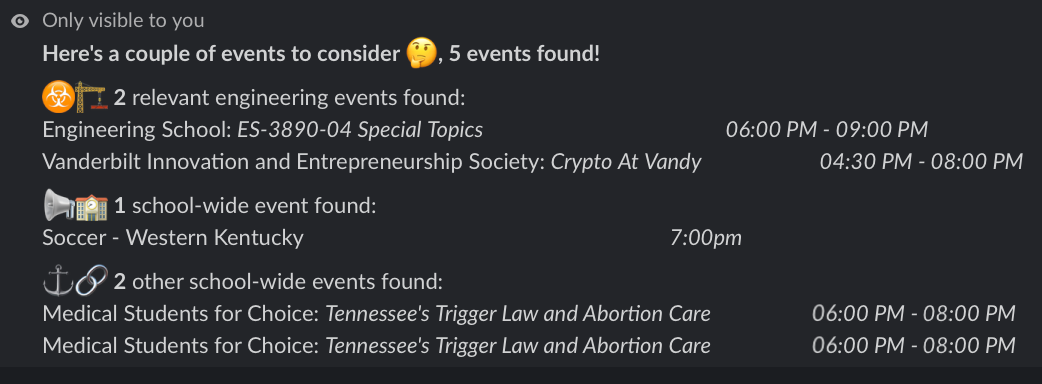 Only visible to you
Here's a couple of events to consider 🤔, 5 events found!
☣️🏗️ 2 relevant engineering events found:
Engineering School: ES-3890-04 Special Topics 06:00 PM - 09:00 PM
Vanderbilt Innovation and Entrepreneurship Society: Crypto At Vandy 04:30 PM - 08:00 PM
📢🏫 1 school-wide event found:
Soccer - Western Kentucky 7:00pm
⚓🔗 2 other school-wide events found:
Medical Students for Choice: Tennessee's Trigger Law and Abortion Care 06:00 PM - 08:00 PM
Medical Students for Choice: Tennessee's Trigger Law and Abortion Care 06:00 PM - 08:00 PM